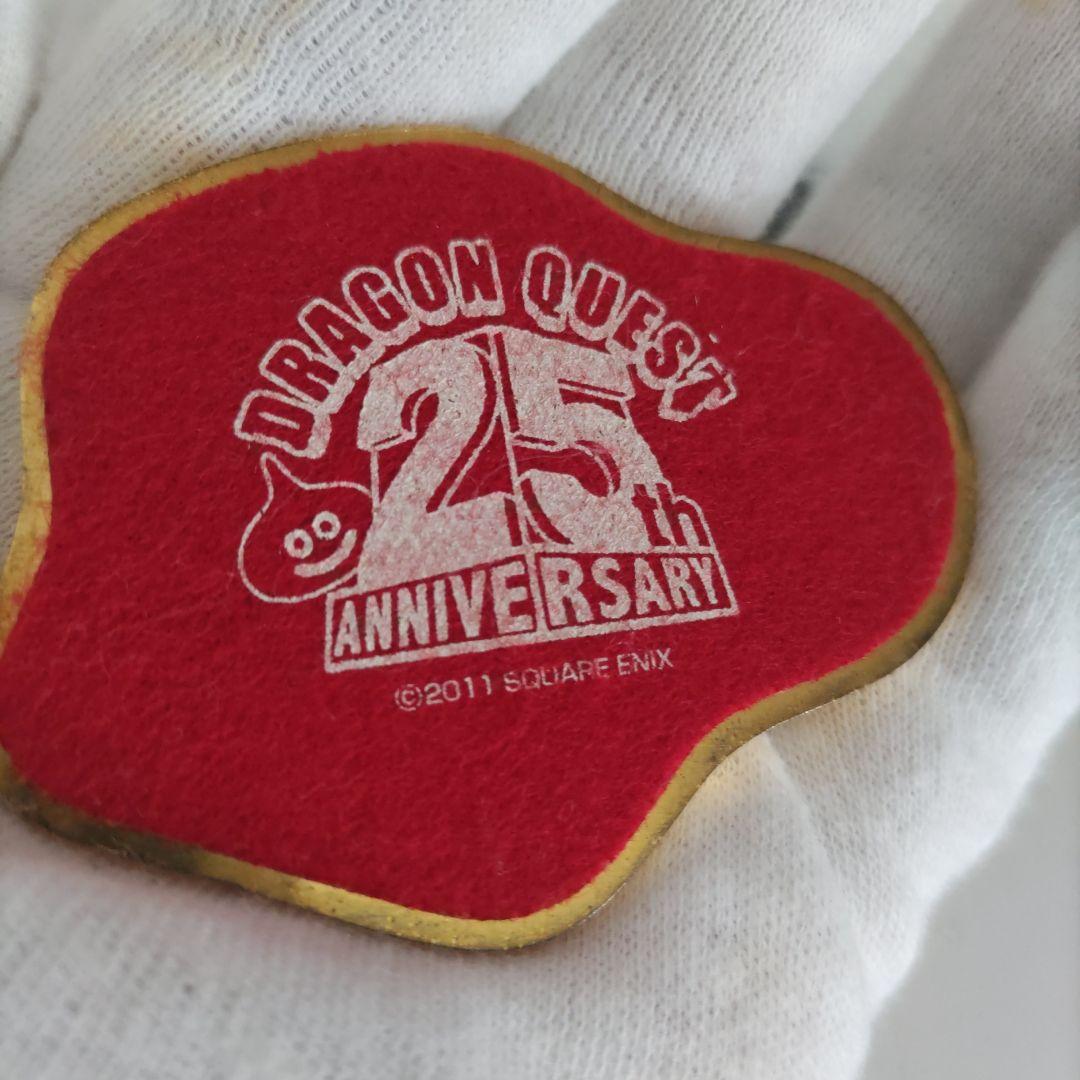 DRAGON QUEST
25th
ANNIVERSARY
©2011 SQUARE ENIX